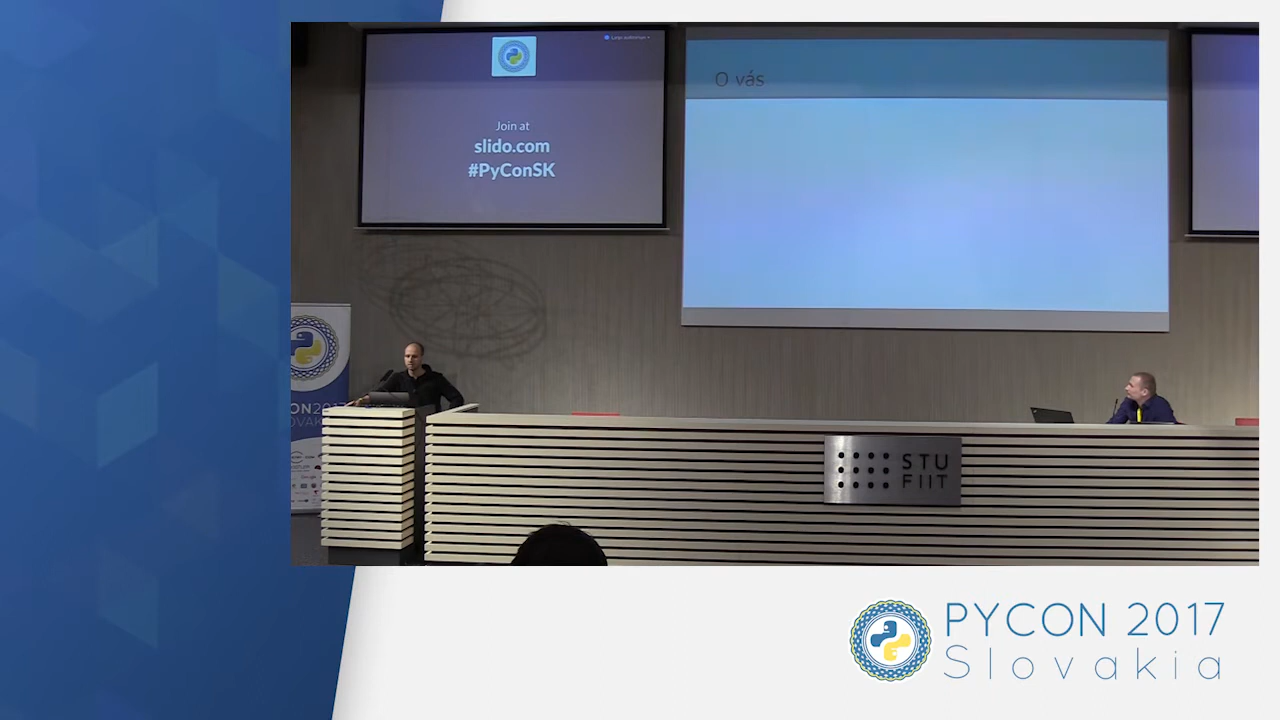 Join at
slido.com
#PyConSK
O vás
STU
FIIT
PYCON 2017
Slovakia